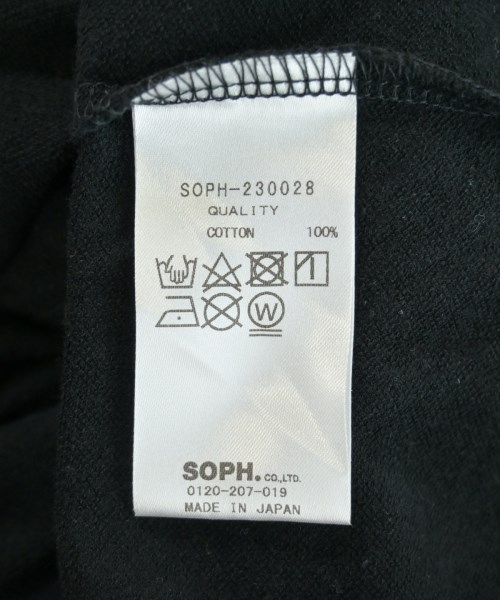 SOPH-230028
QUALITY
COTTON 100%
W
SOPH. CO.,LTD.
0120-207-019
MADE IN JAPAN